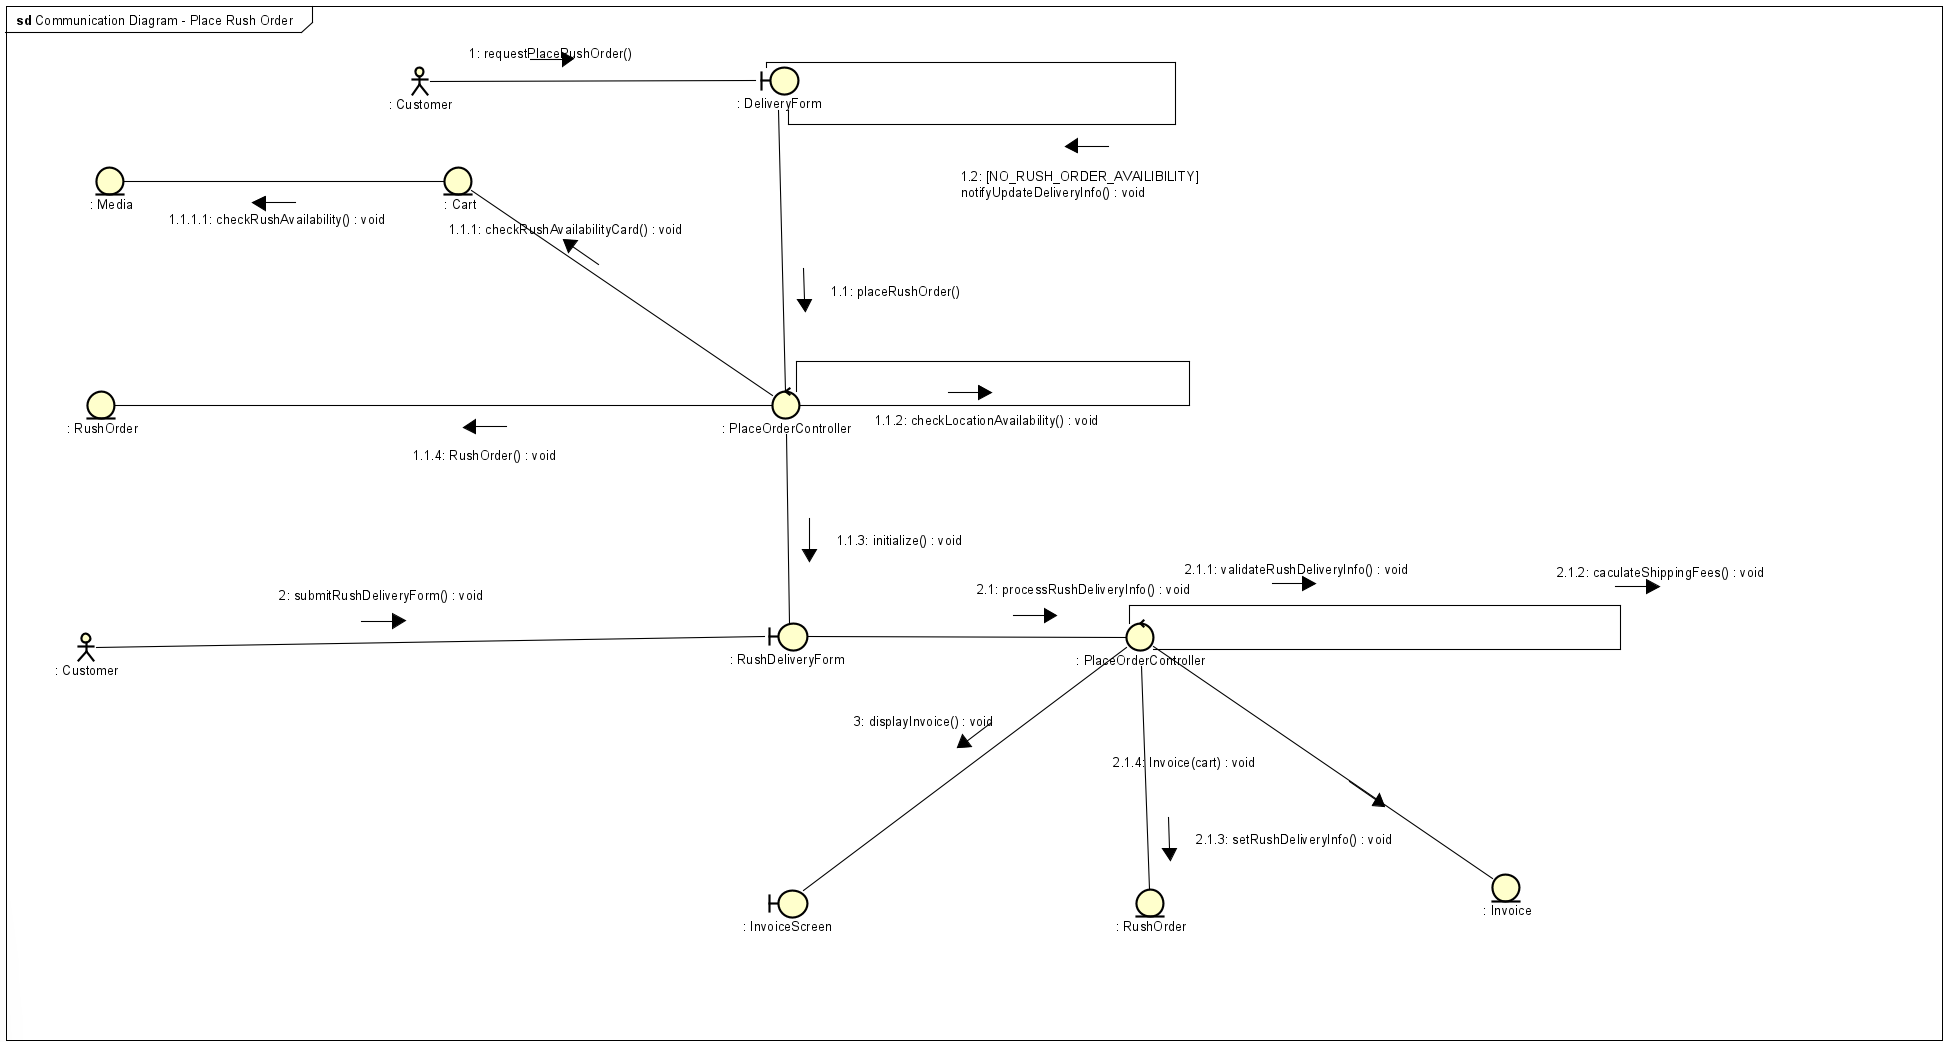 sd Communication Diagram - Place Rush Order
1: requestPlaceRushOrder()
: Customer
: DeliveryForm
1.2: [NO_RUSH_ORDER_AVAILIBILITY]
notifyUpdateDeliveryInfo() : void
: Media
: Cart
1.1.1.1: checkRushAvailability() : void
1.1.1: checkRushAvailabilityCard() : void
1.1: placeRushOrder()
: RushOrder
: PlaceOrderController
1.1.2: checkLocationAvailability() : void
1.1.4: RushOrder() : void
1.1.3: initialize() : void
2.1.1: validateRushDeliveryInfo() : void
2.1.2: caculateShippingFees() : void
2: submitRushDeliveryForm() : void
2.1: processRushDeliveryInfo() : void
: Customer
: RushDeliveryForm
: PlaceOrderController
3: displayInvoice() : void
2.1.4: Invoice(cart) : void
2.1.3: setRushDeliveryInfo() : void
: InvoiceScreen
: RushOrder
: Invoice